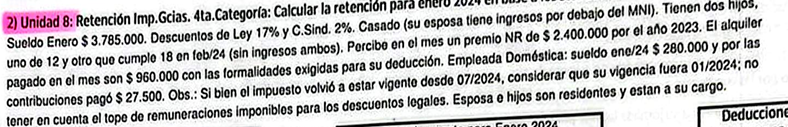 2) Unidad 8: Retención Imp.Gcias. 4ta.Categoría: Calcular la retención para enero 2024 en base a
Sueldo Enero $ 3.785.000. Descuentos de Ley 17% y C.Sind. 2%. Casado (su esposa tiene ingresos por debajo del MNI). Tienen dos hijos,
uno de 12 y otro que cumple 18 en feb/24 (sin ingresos ambos). Percibe en el mes un premio NR de $ 2.400.000 por el año 2023. El alquiler
pagado en el mes son $ 960.000 con las formalidades exigidas para su deducción. Empleada Doméstica: sueldo ene/24 $ 280.000 y por las
contribuciones pagó $ 27.500. Obs.: Si bien el impuesto volvió a estar vigente desde 07/2024, considerar que su vigencia fuera 01/2024; no
tener en cuenta el tope de remuneraciones imponibles para los descuentos legales. Esposa e hijos son residentes y estan a su cargo.
Enero 2024
Deduccione